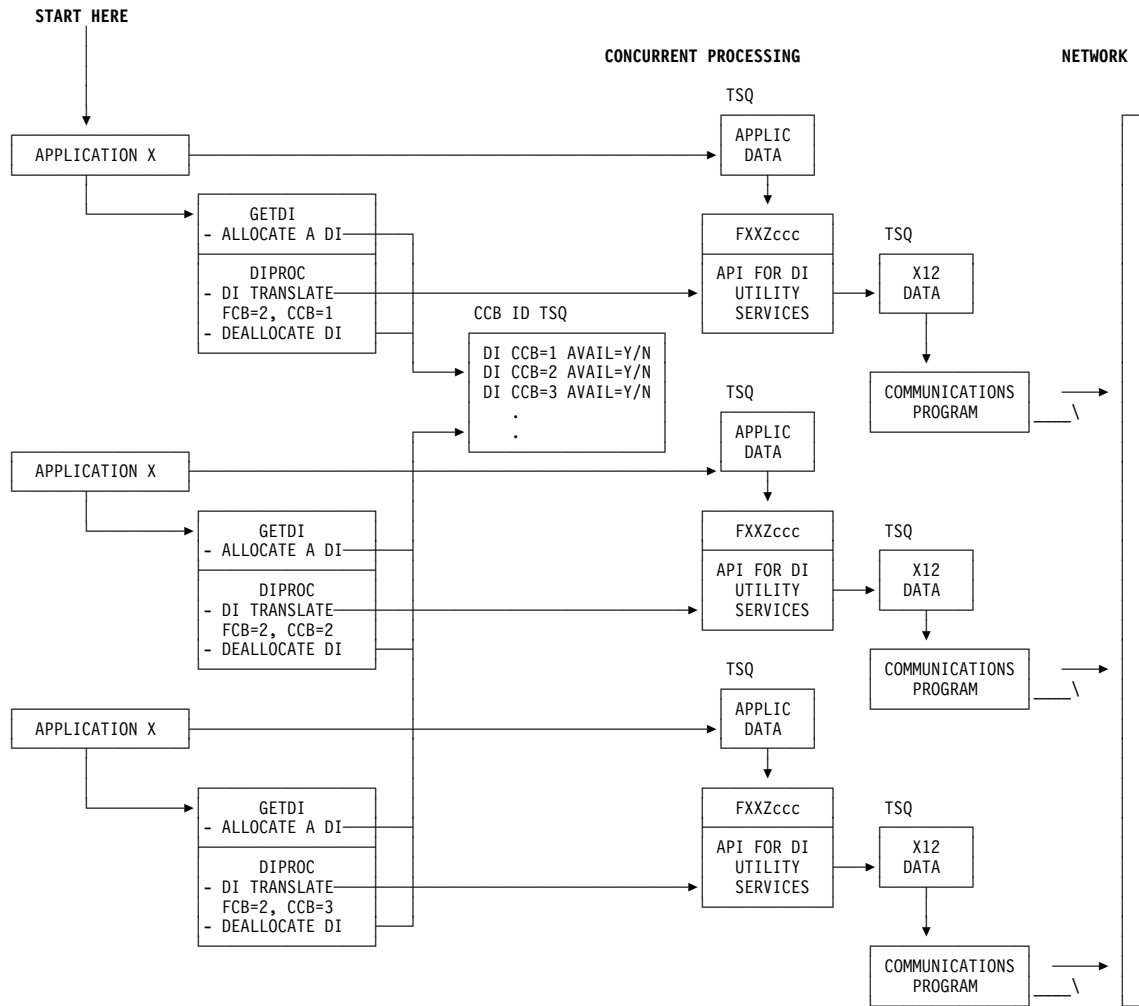 START HERE
CONCURRENT PROCESSING
NETWORK
TSQ
APPLICATION X
APPLIC
DATA
GETDI
- ALLOCATE A DI
DIPROC
- DI TRANSLATE
FCB=2, CCB=1
- DEALLOCATE DI
FXXZccc
API FOR DI
UTILITY
SERVICES
TSQ
X12
DATA
CCB ID TSQ
DI CCB=1 AVAIL=Y/N
DI CCB=2 AVAIL=Y/N
DI CCB=3 AVAIL=Y/N
.
.
COMMUNICATIONS
PROGRAM ____\
TSQ
APPLICATION X
APPLIC
DATA
GETDI
- ALLOCATE A DI
DIPROC
- DI TRANSLATE
FCB=2, CCB=2
- DEALLOCATE DI
FXXZccc
API FOR DI
UTILITY
SERVICES
TSQ
X12
DATA
COMMUNICATIONS
PROGRAM ____\
TSQ
APPLICATION X
APPLIC
DATA
GETDI
- ALLOCATE A DI
DIPROC
- DI TRANSLATE
FCB=2, CCB=3
- DEALLOCATE DI
FXXZccc
API FOR DI
UTILITY
SERVICES
TSQ
X12
DATA
COMMUNICATIONS
PROGRAM ____\